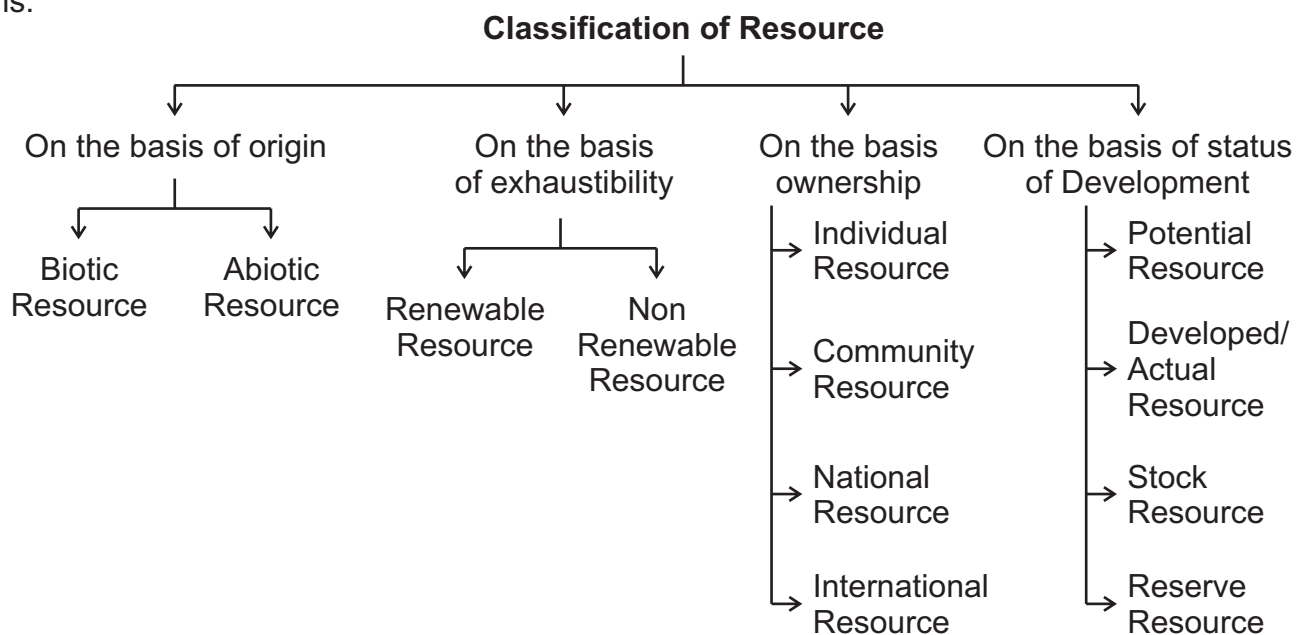 ns.
Classification of Resource
On the basis of origin
Biotic
Resource
Abiotic
Resource
On the basis
of exhaustibility
Renewable
Resource
Non
Renewable
Resource
On the basis
ownership
Individual
Resource
Community
Resource
National
Resource
International
Resource
On the basis of status
of Development
Potential
Resource
Developed/
Actual
Resource
Stock
Resource
Reserve
Resource